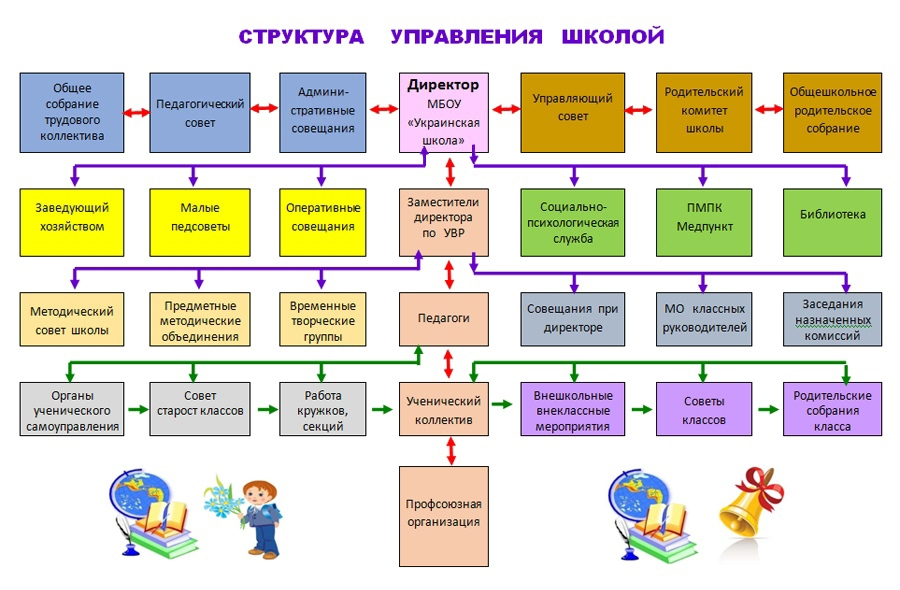 СТРУКТУРА УПРАВЛЕНИЯ ШКОЛОЙ
Общее
собрание
трудового
коллектива
Педагогический
совет
Админи-
стративные
совещания
Директор
МБОУ
«Украинская
школа»
Управляющий
совет
Родительский
комитет
школы
Общешкольное
родительское
собрание
Заведующий
хозяйством
Малые
педсоветы
Оперативные
совещания
Заместители
директора
по УВР
Социально-
психологическая
служба
ПМПК
Медпункт
Библиотека
Методический
совет школы
Предметные
методические
объединения
Временные
творческие
группы
Педагоги
Совещания при
директоре
МО классных
руководителей
Заседания
назначенных
комиссий
Органы
ученического
самоуправления
Совет
старост классов
Работа
кружков,
секций
Ученический
коллектив
Внешкольные
внеклассные
мероприятия
Советы
классов
Родительские
собрания
класса
Профсоюзная
организация